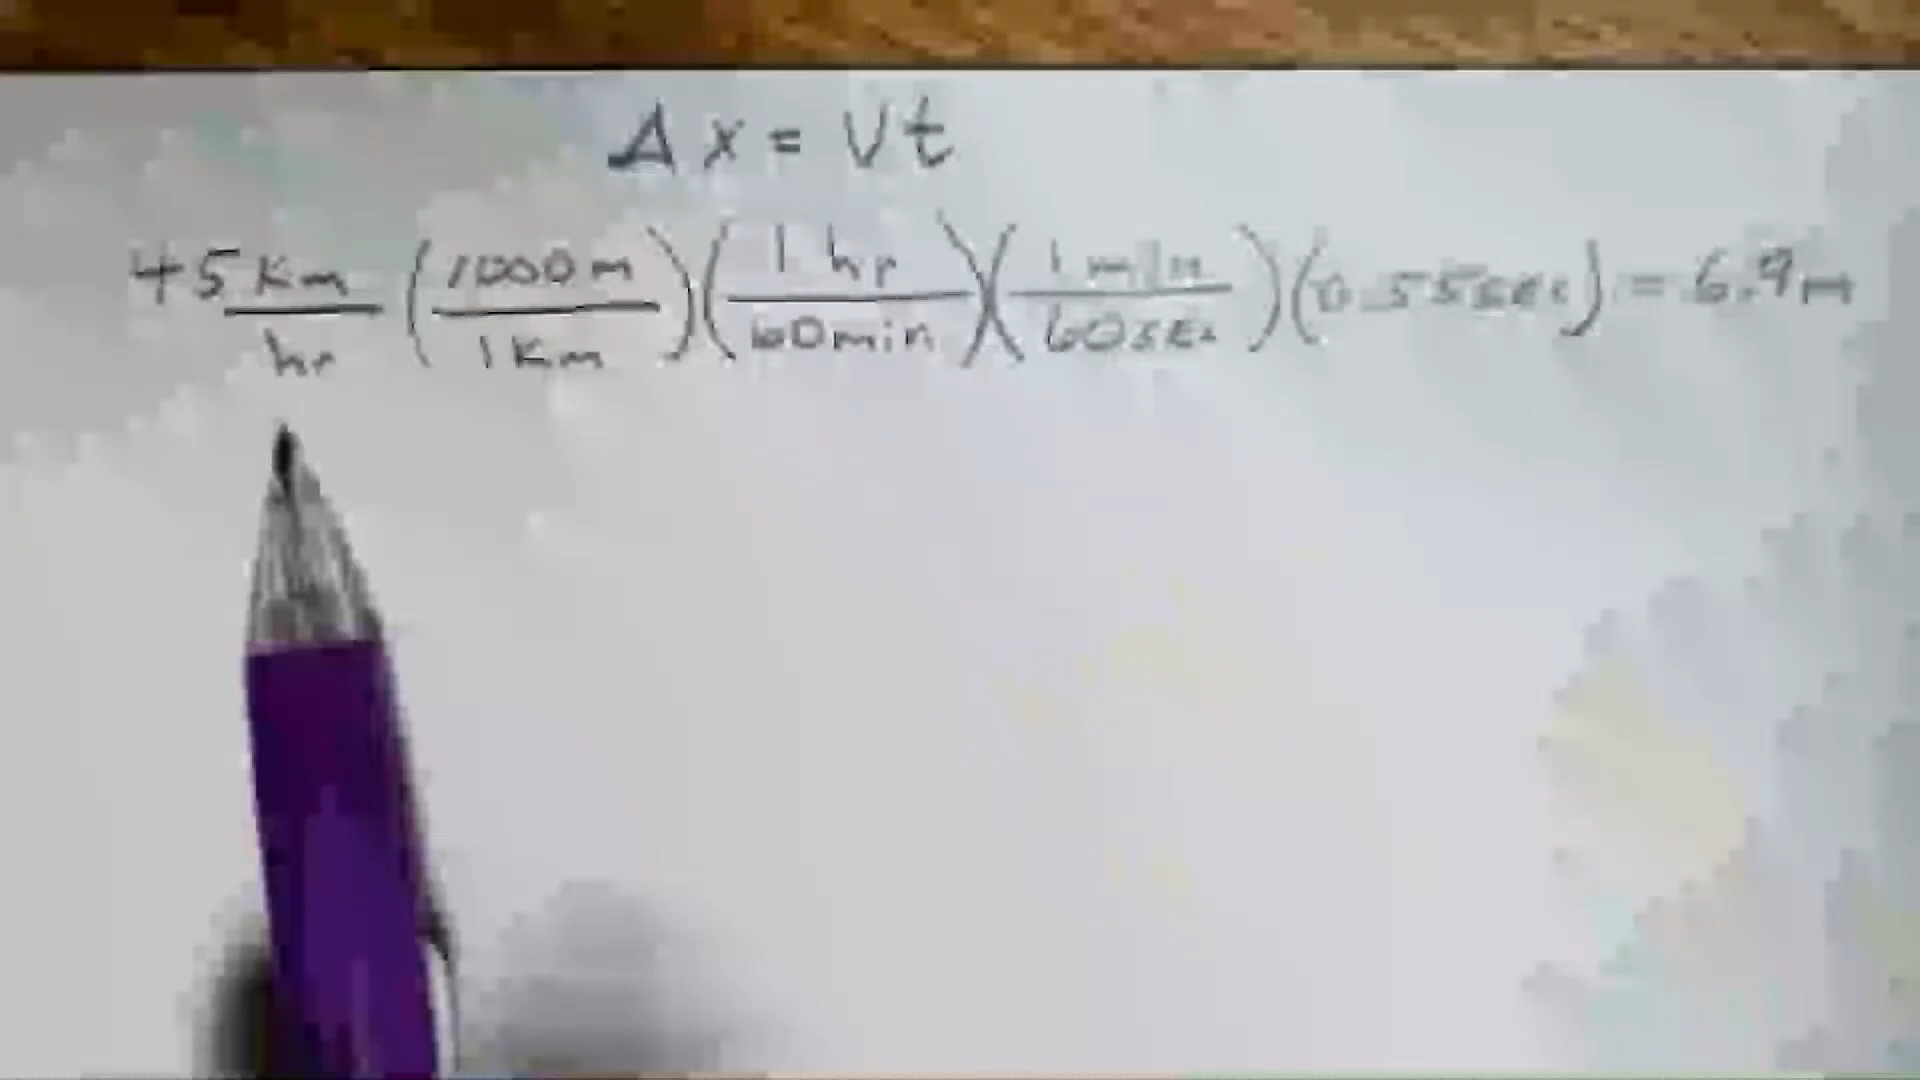 Δx = Vt
45 Km/hr (1000 m/1 Km)(1 hr/60 min)(1 min/60 sec)(0.55 sec) = 6.9 m